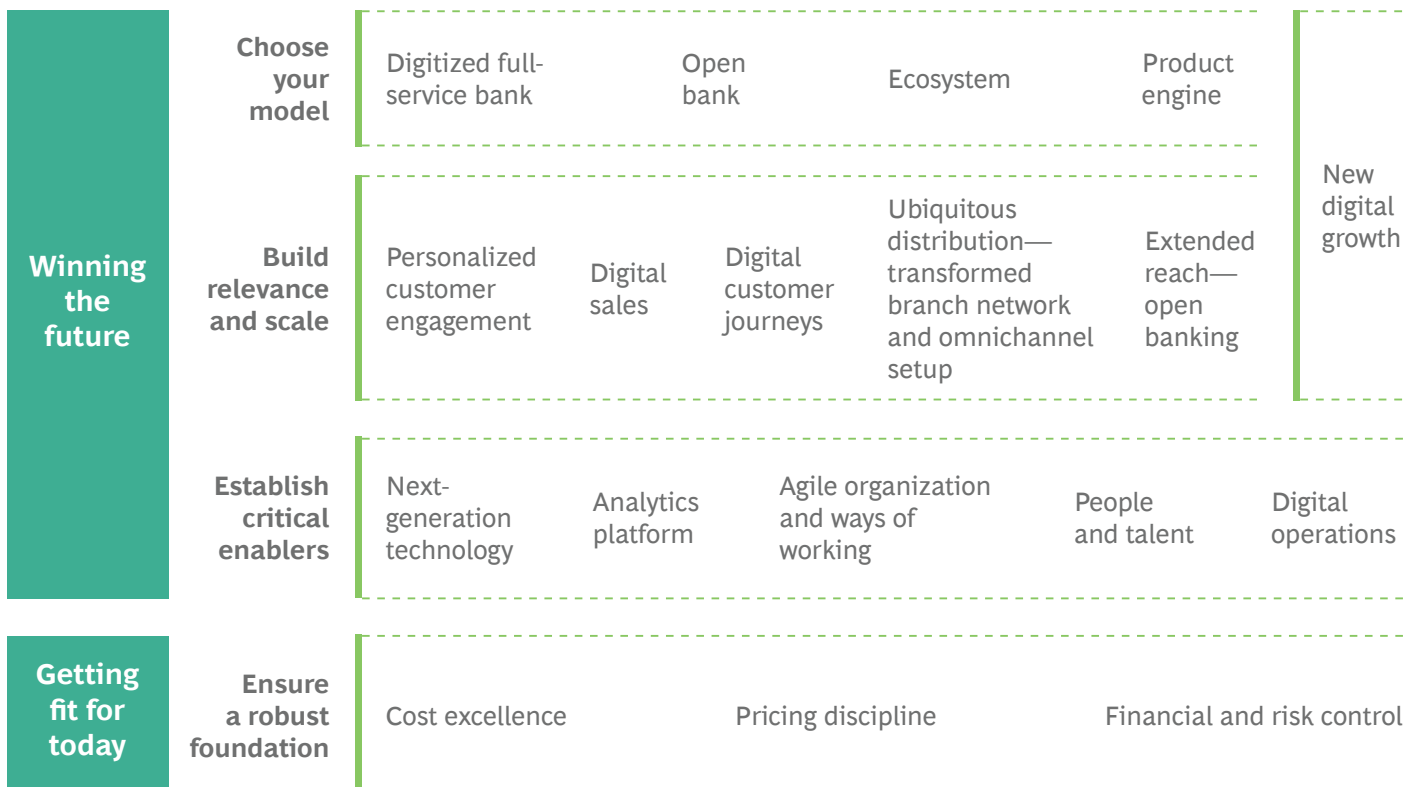 Winning
the
future
Choose
your
model
Digitized full-
service bank
Open
bank
Ecosystem
Product
engine
Build
relevance
and scale
Personalized
customer
engagement
Digital
sales
Digital
customer
journeys
Ubiquitous
distribution—
transformed
branch network
and omnichannel
setup
Extended
reach—
open
banking
New
digital
growth
Establish
critical
enablers
Next-
generation
technology
Analytics
platform
Agile organization
and ways of
working
People
and talent
Digital
operations
Getting
fit for
today
Ensure
a robust
foundation
Cost excellence
Pricing discipline
Financial and risk control